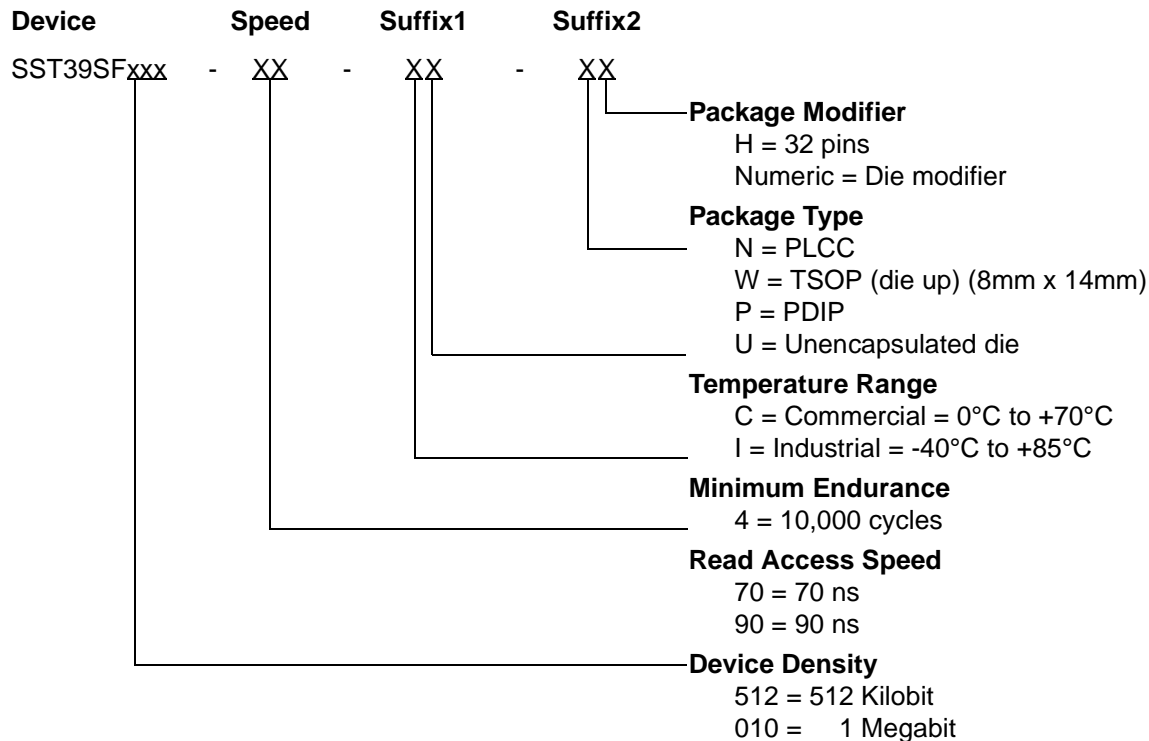 Device Speed Suffix1 Suffix2
SST39SFxxx - XX - XX - XX
Package Modifier
H = 32 pins
Numeric = Die modifier
Package Type
N = PLCC
W = TSOP (die up) (8mm x 14mm)
P = PDIP
U = Unencapsulated die
Temperature Range
C = Commercial = 0°C to +70°C
I = Industrial = -40°C to +85°C
Minimum Endurance
4 = 10,000 cycles
Read Access Speed
70 = 70 ns
90 = 90 ns
Device Density
512 = 512 Kilobit
010 = 1 Megabit